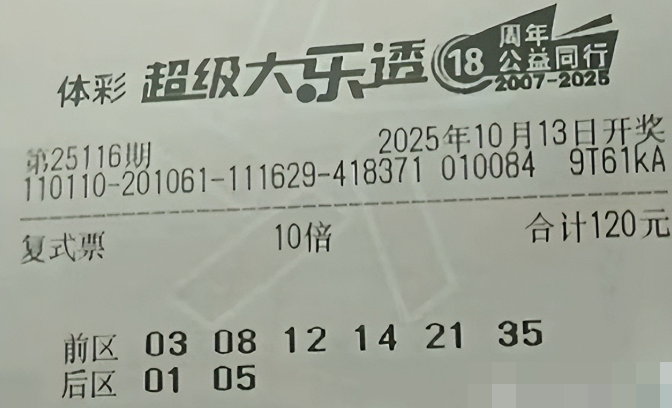 体彩 超级大乐透 18 周年 公益同行
2007-2025
第25116期 2025年10月13日开奖
110110-201061-111629-418371 010084 9T61KA
复式票 10倍 合计120元
前区 03 08 12 14 21 35
后区 01 05